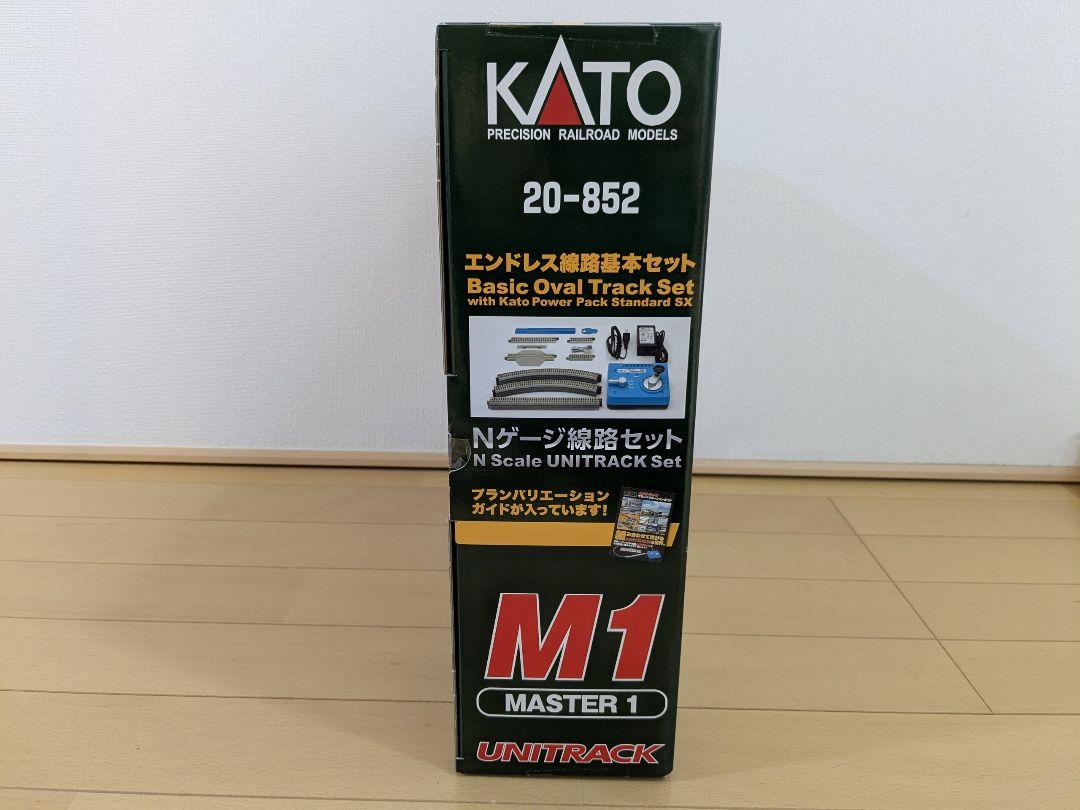 KATO
PRECISION RAILROAD MODELS
20-852
エンドレス線路基本セット
Basic Oval Track Set
with Kato Power Pack Standard SX
Nゲージ線路セット
N Scale UNITRACK Set
プランバリエーション
ガイドが入っています!
M1
MASTER 1
UNITRACK